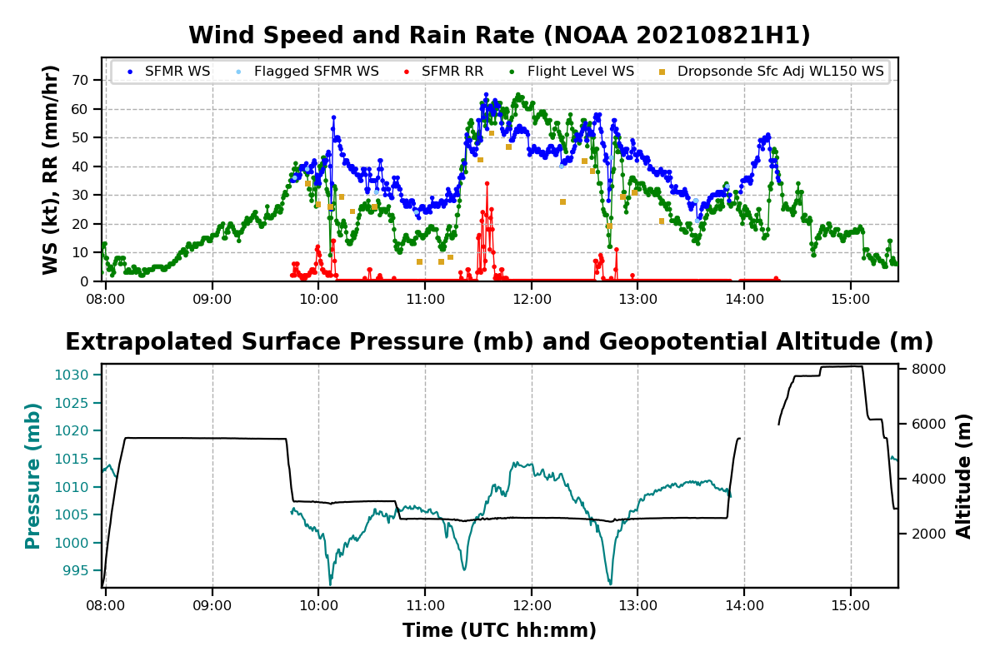 Wind Speed and Rain Rate (NOAA 20210821H1)
SFMR WS Flagged SFMR WS SFMR RR Flight Level WS Dropsonde Sfc Adj WL150 WS
WS (kt), RR (mm/hr)
70
60
50
40
30
20
10
0
08:00 09:00 10:00 11:00 12:00 13:00 14:00 15:00
Extrapolated Surface Pressure (mb) and Geopotential Altitude (m)
Pressure (mb)
1030
1025
1020
1015
1010
1005
1000
995
8000
6000
4000
2000
Altitude (m)
08:00 09:00 10:00 11:00 12:00 13:00 14:00 15:00
Time (UTC hh:mm)